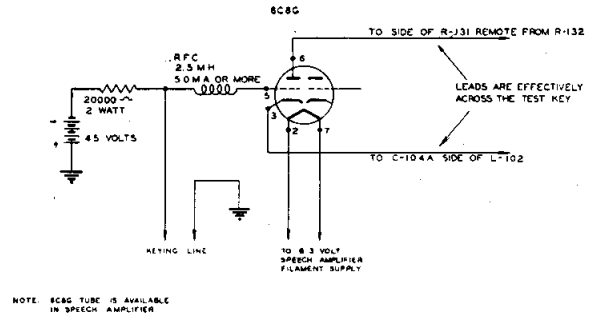 6C8G
TO SIDE OF R-131 REMOTE FROM R-132
RFC
2.5 MH
50 MA OR MORE
20000
2 WATT
45 VOLTS
6
5
3
2
7
LEADS ARE EFFECTIVELY
ACROSS THE TEST KEY
TO C-104A SIDE OF L-102
KEYING LINE
TO 6.3 VOLT
SPEECH AMPLIFIER
FILAMENT SUPPLY
NOTE: 6C8G TUBE IS AVAILABLE
IN SPEECH AMPLIFIER